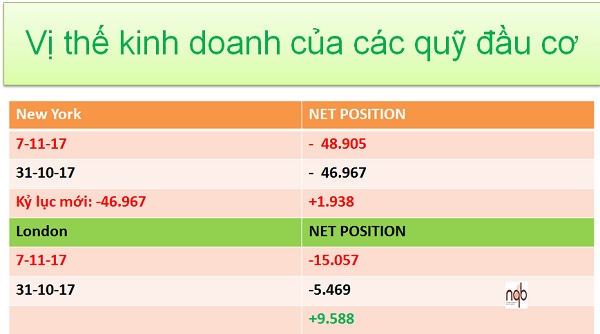 Vị thế kinh doanh của các quỹ đầu cơ
New York NET POSITION
7-11-17 - 48.905
31-10-17 - 46.967
Kỷ lục mới: -46.967 +1.938
London NET POSITION
7-11-17 -15.057
31-10-17 -5.469
+9.588